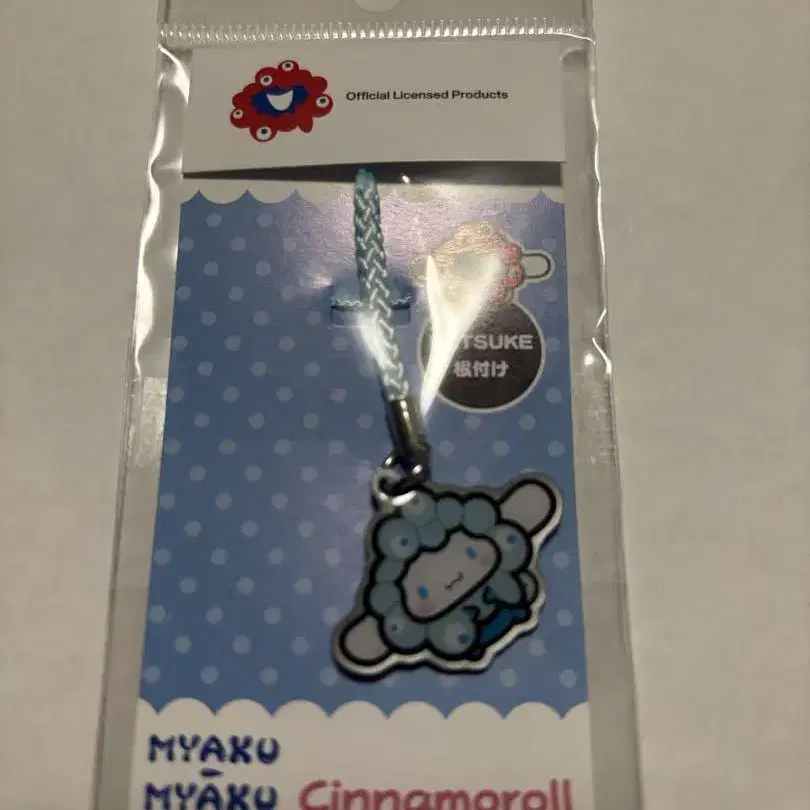 Official Licensed Products
TSUKE
根付け
MYAKU
-
MYAKU Cinnamoroll